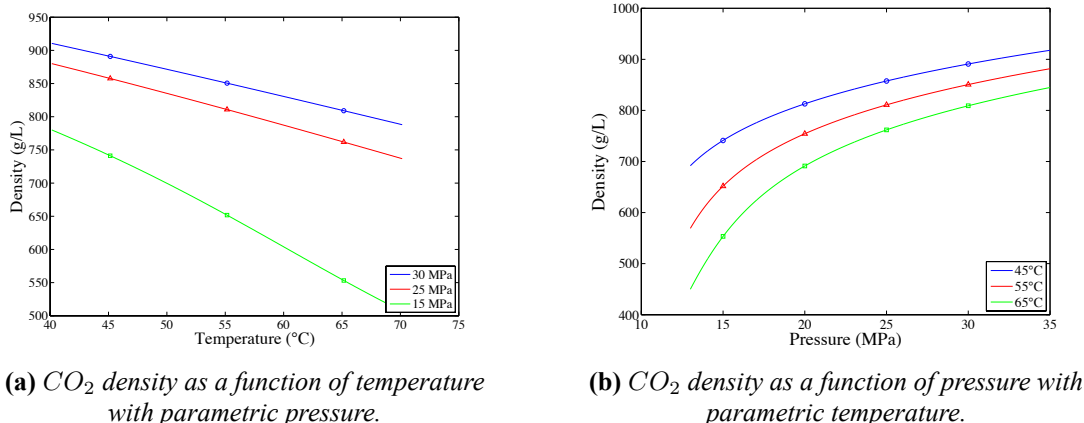 950
900
850
800
750
700
650
600
550
500
Density (g/L)
40 45 50 55 60 65 70 75
Temperature (°C)
30 MPa
25 MPa
15 MPa
(a) CO₂ density as a function of temperature
with parametric pressure.
1000
900
800
700
600
500
400
Density (g/L)
10 15 20 25 30 35
Pressure (MPa)
45°C
55°C
65°C
(b) CO₂ density as a function of pressure with
parametric temperature.